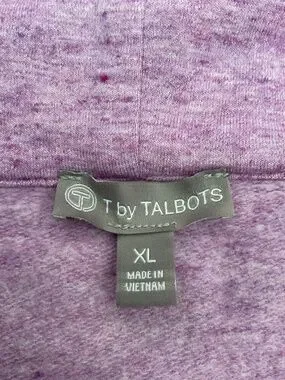 T by TALBOTS
XL
MADE IN
VIETNAM